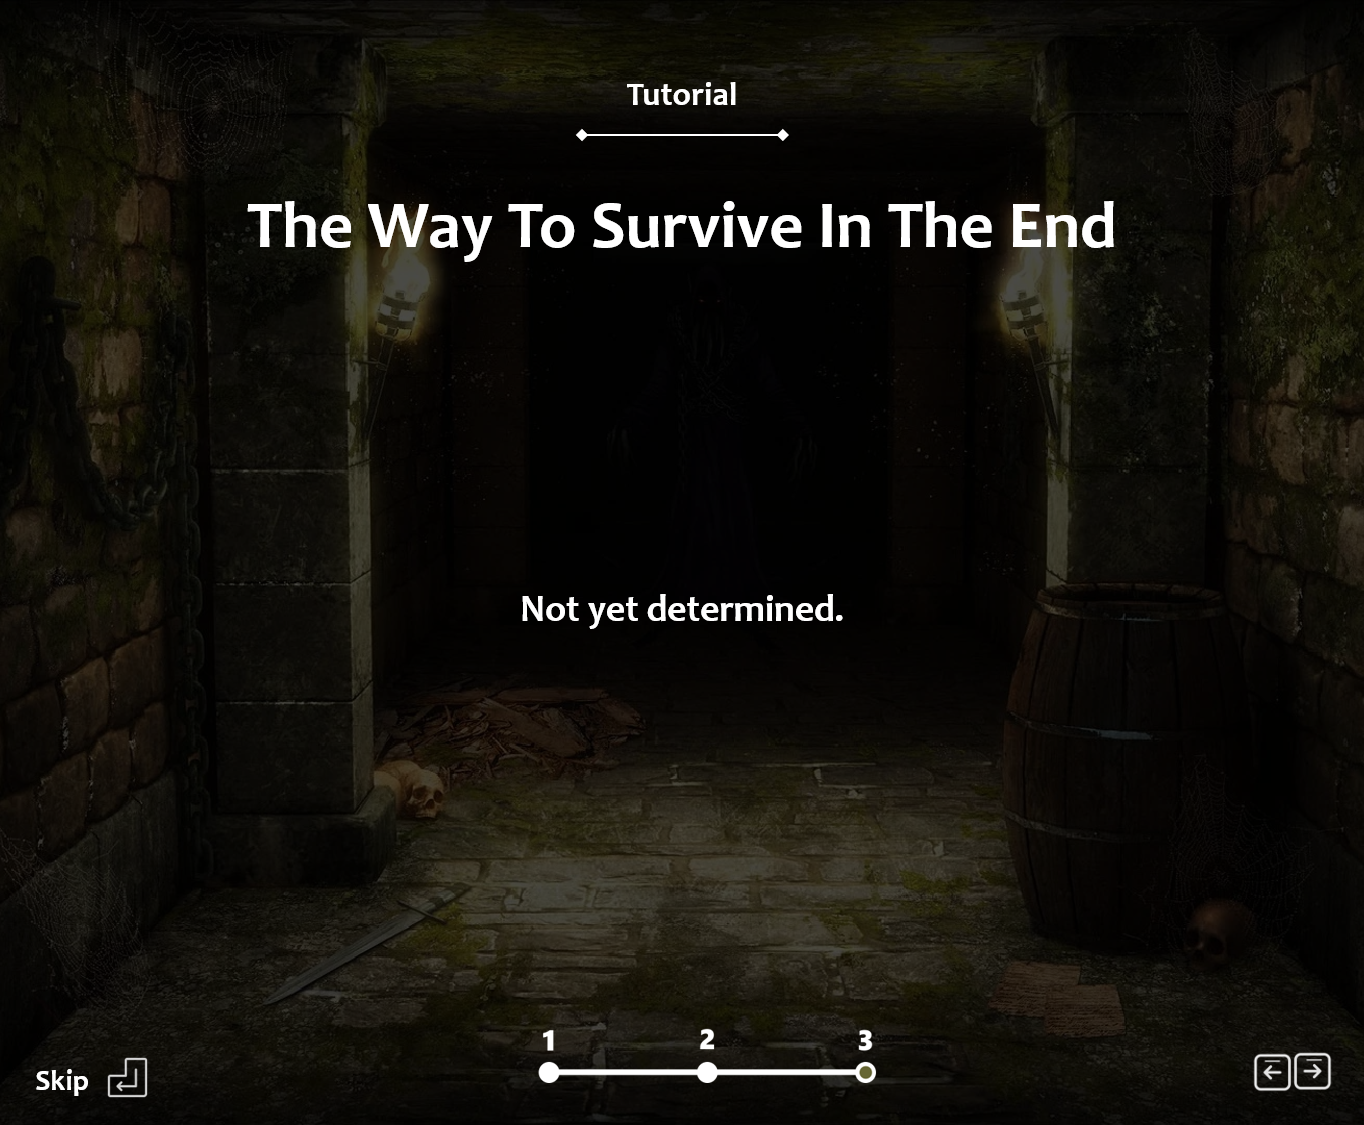 Tutorial
The Way To Survive In The End
Not yet determined.
1 2 3
Skip